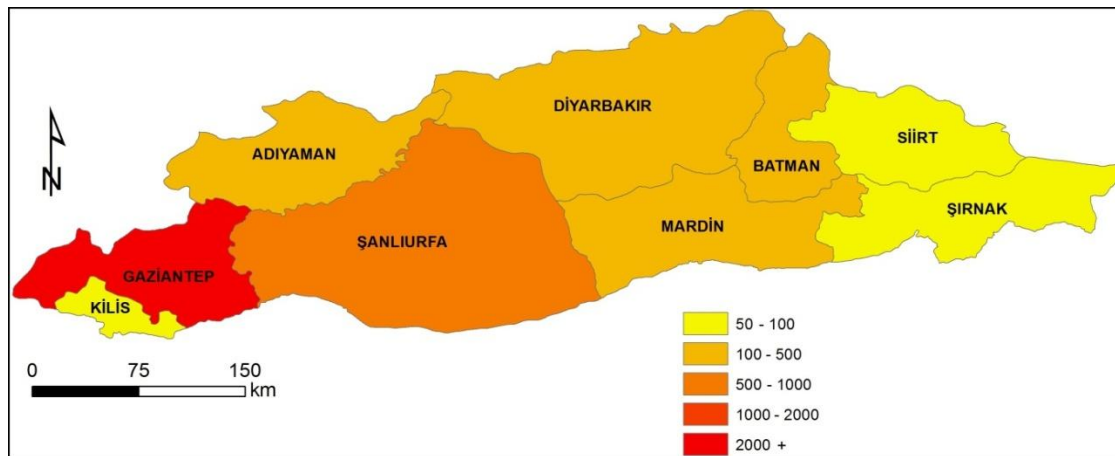 DİYARBAKIR
SİİRT
ADIYAMAN
BATMAN
ŞIRNAK
MARDİN
ŞANLIURFA
GAZİANTEP
KİLİS
N
0 75 150
km
50 - 100
100 - 500
500 - 1000
1000 - 2000
2000 +